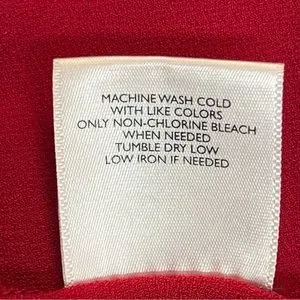 MACHINE WASH COLD
WITH LIKE COLORS
ONLY NON-CHLORINE BLEACH
WHEN NEEDED
TUMBLE DRY LOW
LOW IRON IF NEEDED